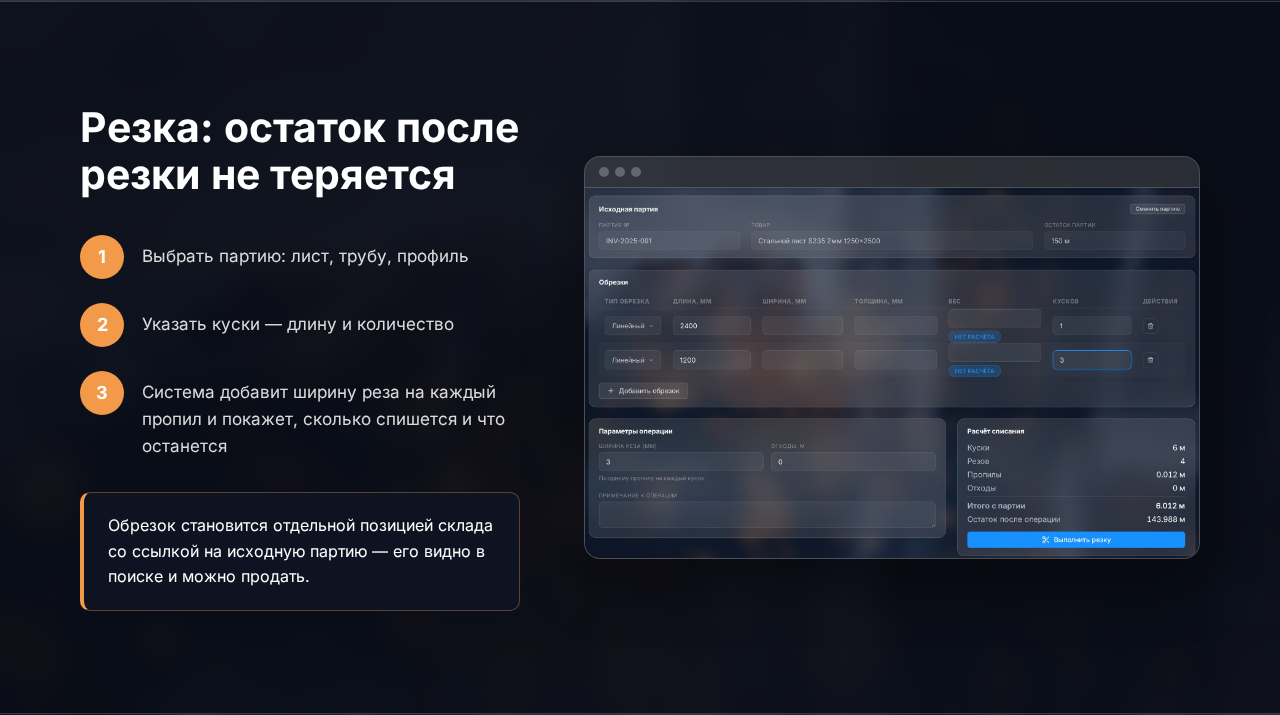 Резка: остаток после
резки не теряется
1 Выбрать партию: лист, трубу, профиль
2 Указать куски — длину и количество
3 Система добавит ширину реза на каждый
пропил и покажет, сколько спишется и что
останется
Обрезок становится отдельной позицией склада
со ссылкой на исходную партию — его видно в
поиске и можно продать.
Исходная партия
Сменить партию
ПАРТИЯ № ТОВАР ОСТАТОК ПАРТИИ
INV-2025-091 Стальной лист S235 2мм 1250×2500 150 м
Обрезки
ТИП ОБРЕЗКА ДЛИНА, ММ ШИРИНА, ММ ТОЛЩИНА, ММ ВЕС КУСКОВ ДЕЙСТВИЯ
Линейный 2400 1
НЕТ РАСЧЁТА
Линейный 1200 3
НЕТ РАСЧЁТА
+ Добавить обрезок
Параметры операции
ШИРИНА РЕЗА (ММ) ОТХОДЫ, М
3 0
По одному пропилу на каждый кусок
ПРИМЕЧАНИЕ К ОПЕРАЦИИ
Расчёт списания
Куски 6 м
Резов 4
Пропилы 0.012 м
Отходы 0 м
Итого с партии 6.012 м
Остаток после операции 143.988 м
Выполнить резку